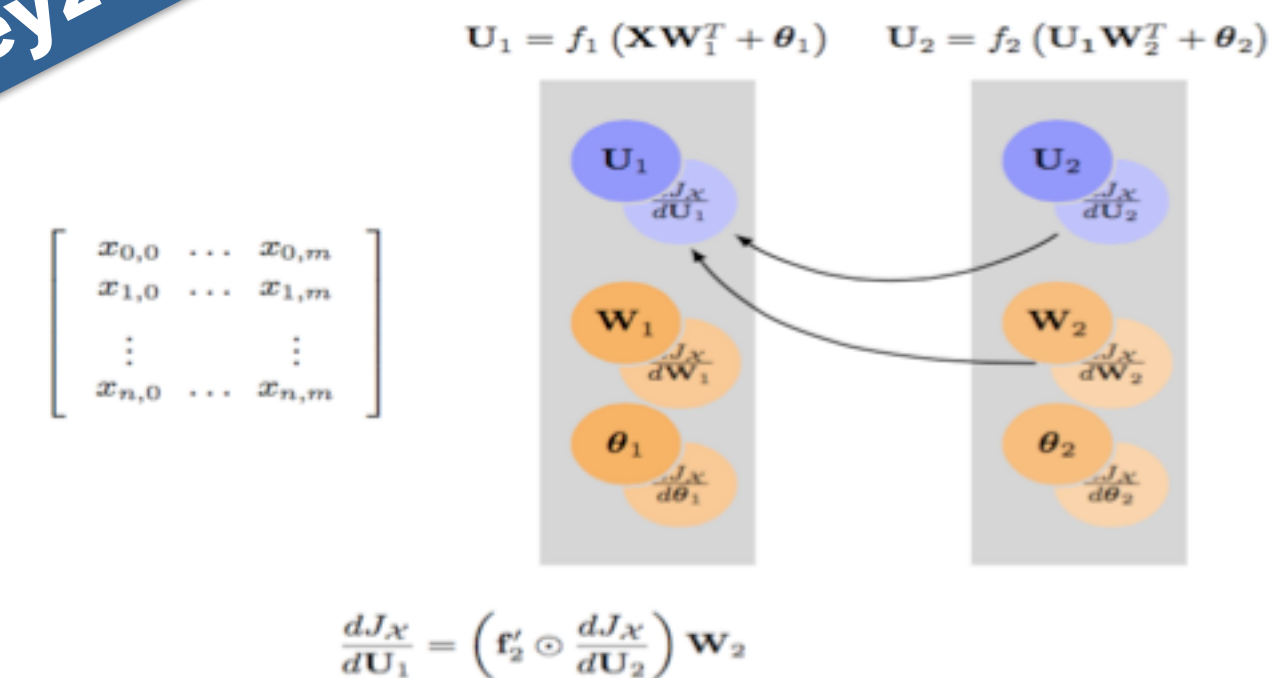 ey
U₁ = f₁ (XW₁ᵀ + θ₁)
U₂ = f₂ (U₁W₂ᵀ + θ₂)
x₀,₀ … x₀,ₘ
x₁,₀ … x₁,ₘ
⋮ ⋮
xₙ,₀ … xₙ,ₘ
U₁
dJ𝒳/dU₁
W₁
dJ𝒳/dW₁
θ₁
dJ𝒳/dθ₁
U₂
dJ𝒳/dU₂
W₂
dJ𝒳/dW₂
θ₂
dJ𝒳/dθ₂
dJ𝒳/dU₁ = (f′₂ ⊙ dJ𝒳/dU₂) W₂